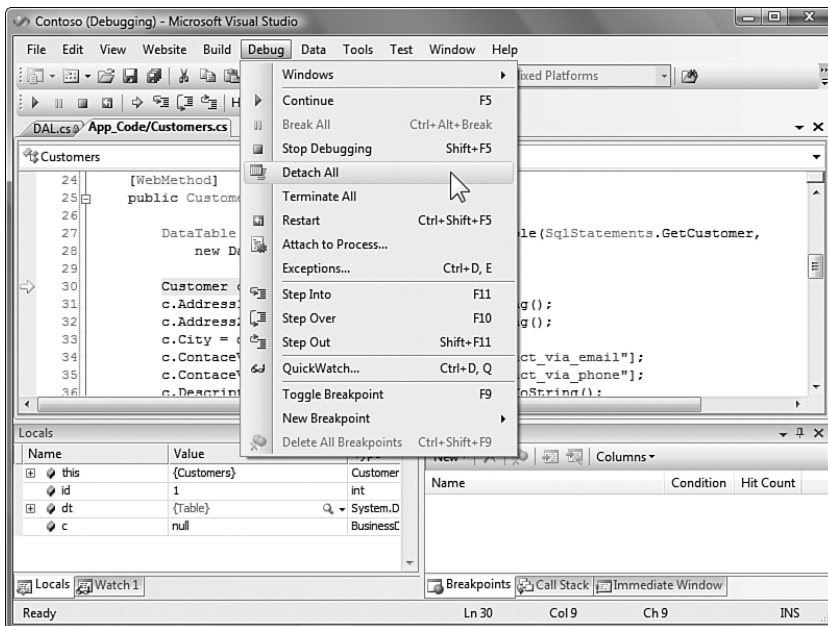 Contoso (Debugging) - Microsoft Visual Studio
File Edit View Website Build Debug Data Tools Test Window Help
Platforms
DAL.cs App_Code/Customers.cs
Customers
Windows
Continue F5
Break All Ctrl+Alt+Break
Stop Debugging Shift+F5
Detach All
Terminate All
Restart Ctrl+Shift+F5
Attach to Process...
Exceptions... Ctrl+D, E
Step Into F11
Step Over F10
Step Out Shift+F11
QuickWatch... Ctrl+D, Q
Toggle Breakpoint F9
New Breakpoint
Delete All Breakpoints Ctrl+Shift+F9
24 [WebMethod]
25 public Custome
26
27 DataTable le(SqlStatements.GetCustomer,
28 new Da
29
30 Customer
31 c.Address g();
32 c.Address g();
33 c.City =
34 c.Contace ct_via_email"];
35 c.Contace ct_via_phone"];
36 c.Descrip oString();
Locals
Name Value Type
this {Customers} Customer
id 1 int
dt {Table} System.D
c null Business
Locals Watch 1
New
Columns
Name Condition Hit Count
Breakpoints Call Stack Immediate Window
Ready Ln 30 Col 9 Ch 9 INS